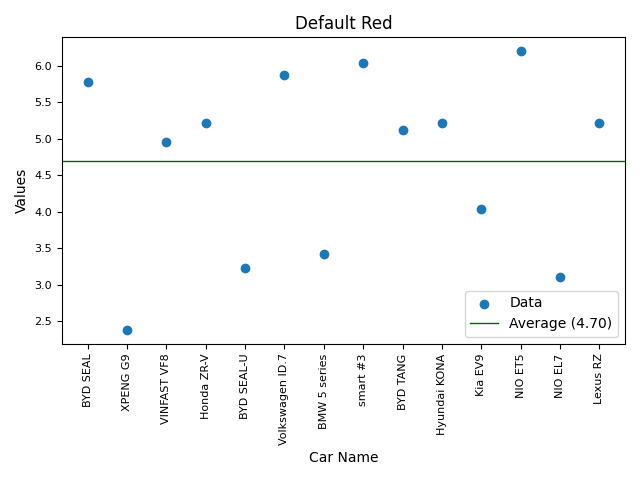 Default Red
Values
6.0
5.5
5.0
4.5
4.0
3.5
3.0
2.5
Data
Average (4.70)
BYD SEAL
XPENG G9
VINFAST VF8
Honda ZR-V
BYD SEAL-U
Volkswagen ID.7
BMW 5 series
smart #3
BYD TANG
Hyundai KONA
Kia EV9
NIO ET5
NIO EL7
Lexus RZ
Car Name